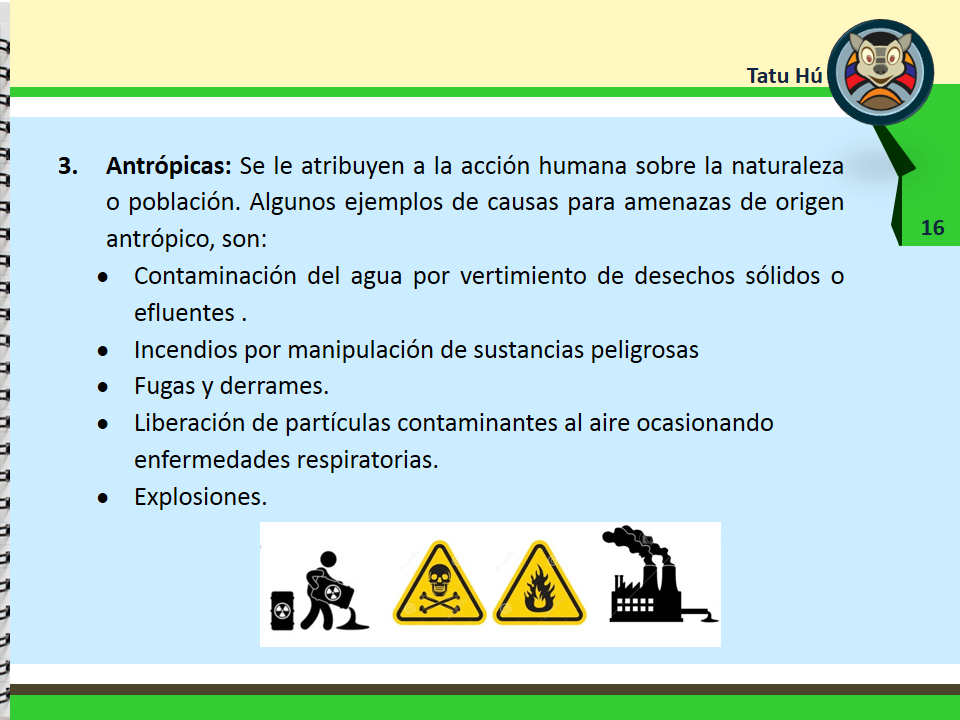 Tatu Hú
16
3. Antrópicas: Se le atribuyen a la acción humana sobre la naturaleza
o población. Algunos ejemplos de causas para amenazas de origen
antrópico, son:
• Contaminación del agua por vertimiento de desechos sólidos o
efluentes .
• Incendios por manipulación de sustancias peligrosas
• Fugas y derrames.
• Liberación de partículas contaminantes al aire ocasionando
enfermedades respiratorias.
• Explosiones.